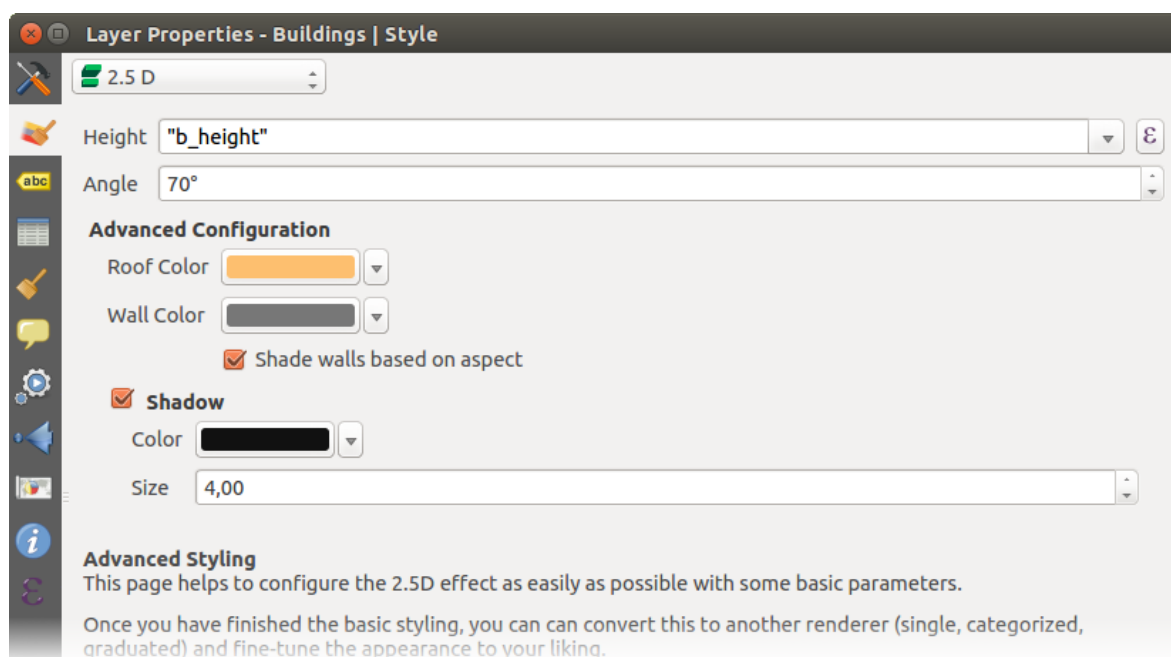 Layer Properties - Buildings | Style
2.5 D
Height "b_height" ε
abc
Angle 70°
Advanced Configuration
Roof Color
Wall Color
Shade walls based on aspect
Shadow
Color
Size 4,00
i
Advanced Styling
This page helps to configure the 2.5D effect as easily as possible with some basic parameters.
ε
Once you have finished the basic styling, you can can convert this to another renderer (single, categorized,
graduated) and fine-tune the appearance to your liking.